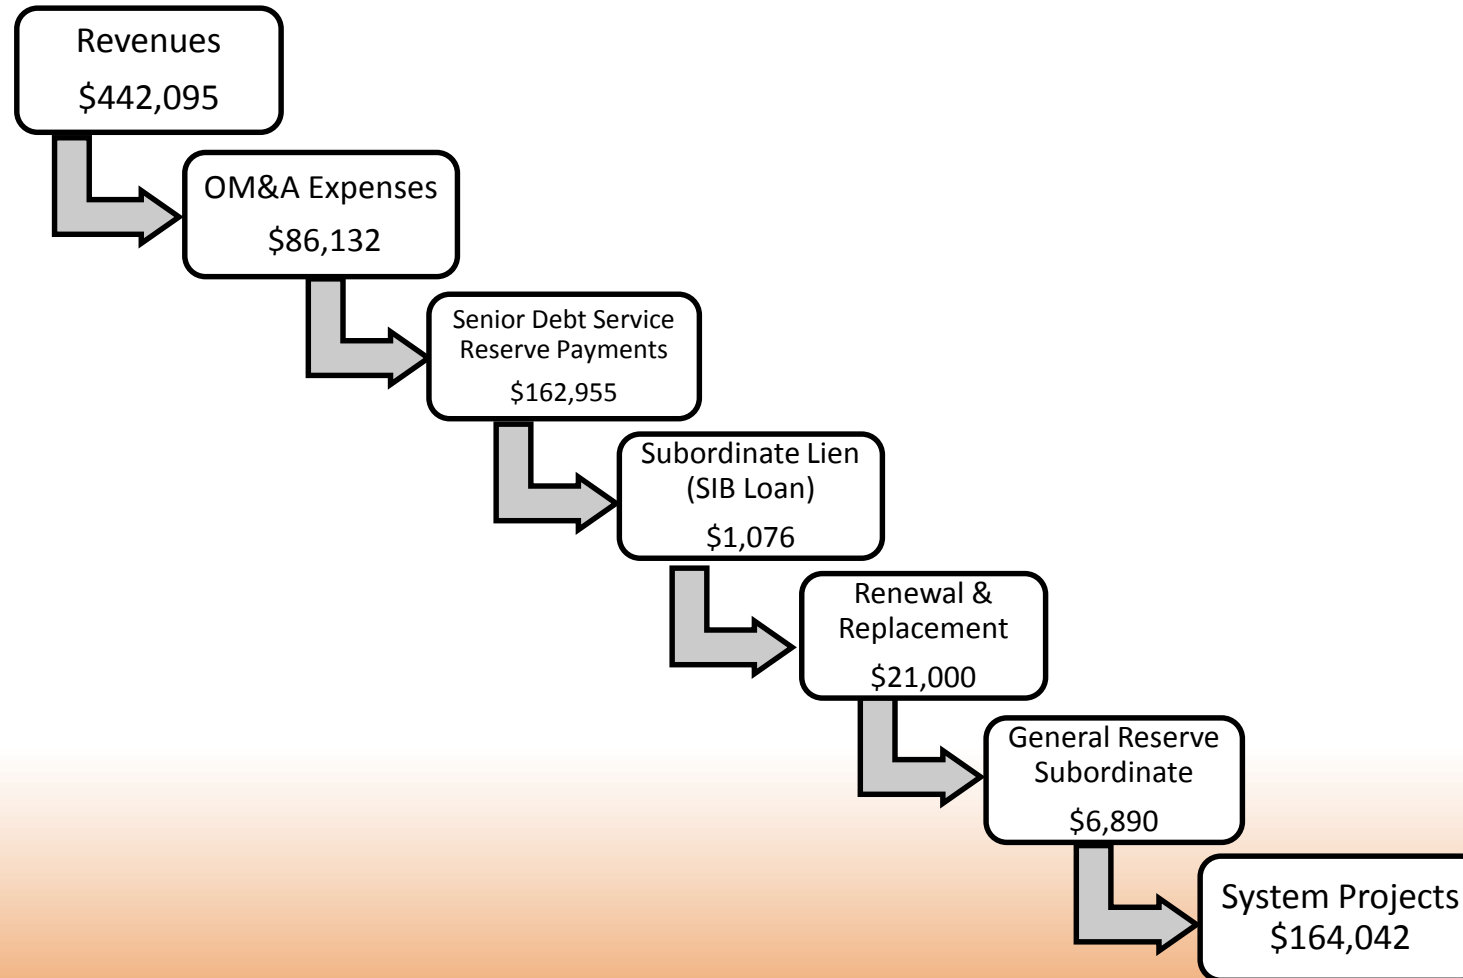 Revenues
$442,095
OM&A Expenses
$86,132
Senior Debt Service
Reserve Payments
$162,955
Subordinate Lien
(SIB Loan)
$1,076
Renewal &
Replacement
$21,000
General Reserve
Subordinate
$6,890
System Projects
$164,042